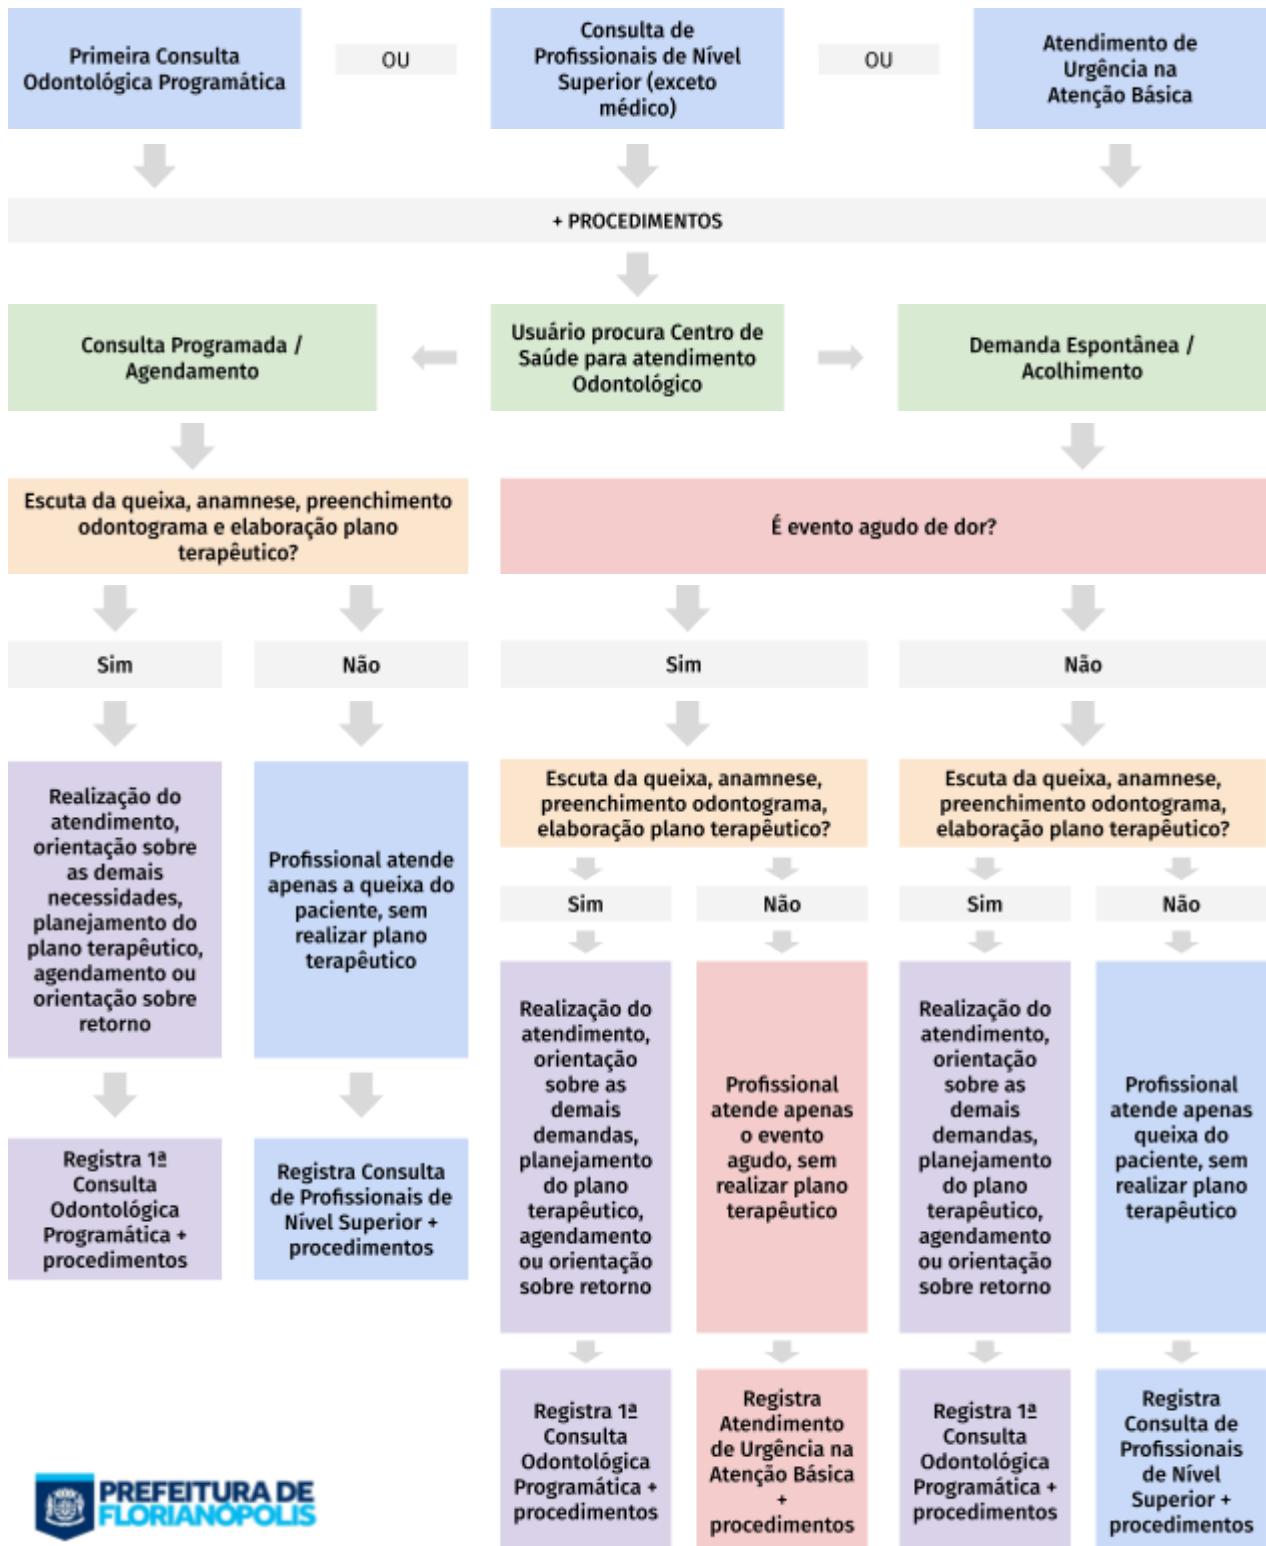 Primeira Consulta
Odontológica Programática
OU
Consulta de
Profissionais de Nível
Superior (exceto
médico)
OU
Atendimento de
Urgência na
Atenção Básica
+ PROCEDIMENTOS
Consulta Programada /
Agendamento
Usuário procura Centro de
Saúde para atendimento
Odontológico
Demanda Espontânea /
Acolhimento
Escuta da queixa, anamnese, preenchimento
odontograma e elaboração plano
terapêutico?
É evento agudo de dor?
Sim
Não
Sim
Não
Realização do
atendimento,
orientação sobre
as demais
necessidades,
planejamento do
plano terapêutico,
agendamento ou
orientação sobre
retorno
Profissional atende
apenas a queixa do
paciente, sem
realizar plano
terapêutico
Escuta da queixa, anamnese,
preenchimento odontograma,
elaboração plano terapêutico?
Escuta da queixa, anamnese,
preenchimento odontograma,
elaboração plano terapêutico?
Sim
Não
Sim
Não
Realização do
atendimento,
orientação
sobre as
demais
demandas,
planejamento
do plano
terapêutico,
agendamento
ou orientação
sobre retorno
Profissional
atende apenas
o evento
agudo, sem
realizar plano
terapêutico
Realização do
atendimento,
orientação
sobre as
demais
demandas,
planejamento
do plano
terapêutico,
agendamento
ou orientação
sobre retorno
Profissional
atende apenas
queixa do
paciente, sem
realizar plano
terapêutico
Registra 1ª
Consulta
Odontológica
Programática +
procedimentos
Registra Consulta
de Profissionais de
Nível Superior +
procedimentos
Registra 1ª
Consulta
Odontológica
Programática +
procedimentos
Registra
Atendimento
de Urgência na
Atenção Básica
+
procedimentos
Registra 1ª
Consulta
Odontológica
Programática +
procedimentos
Registra
Consulta de
Profissionais
de Nível
Superior +
procedimentos
PREFEITURA DE
FLORIANÓPOLIS